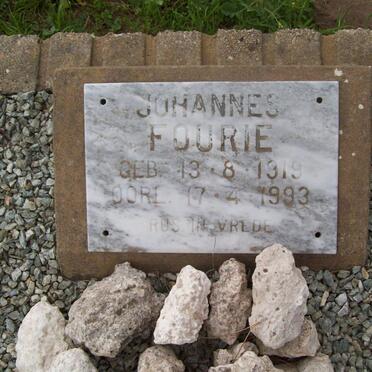 JOHANNES
FOURIE
GEB. 13·8·1919
OORL. 17·4·1993
RUS IN VREDE